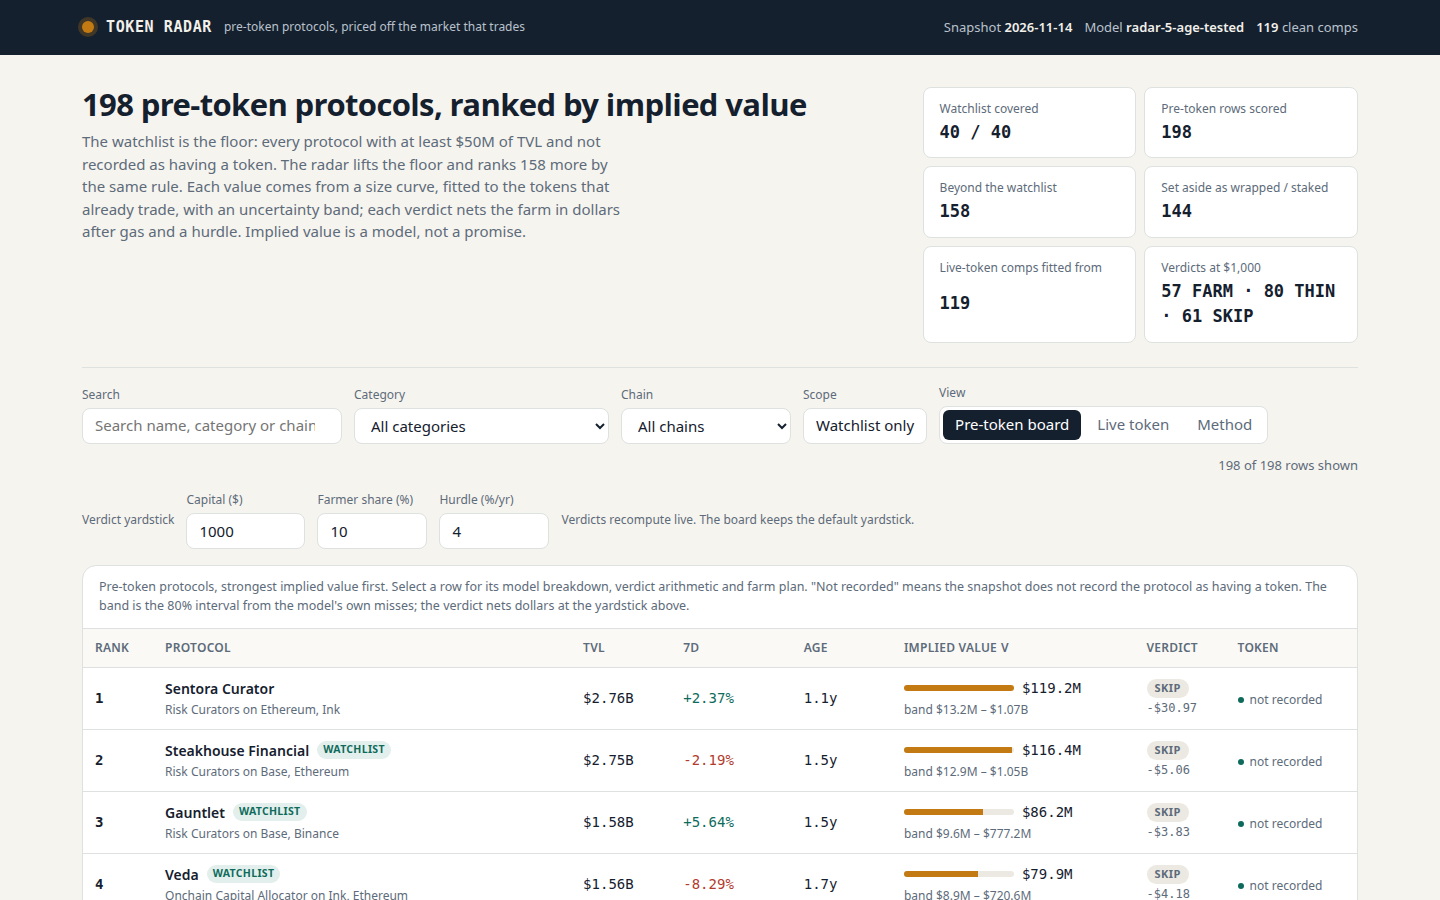 TOKEN RADAR pre-token protocols, priced off the market that trades
Snapshot 2026-11-14 Model radar-5-age-tested 119 clean comps
198 pre-token protocols, ranked by implied value
The watchlist is the floor: every protocol with at least $50M of TVL and not
recorded as having a token. The radar lifts the floor and ranks 158 more by
the same rule. Each value comes from a size curve, fitted to the tokens that
already trade, with an uncertainty band; each verdict nets the farm in dollars
after gas and a hurdle. Implied value is a model, not a promise.
Watchlist covered
40 / 40
Pre-token rows scored
198
Beyond the watchlist
158
Set aside as wrapped / staked
144
Live-token comps fitted from
119
Verdicts at $1,000
57 FARM · 80 THIN
· 61 SKIP
Search
Search name, category or chain
Category
All categories
Chain
All chains
Scope
Watchlist only
View
Pre-token board Live token Method
198 of 198 rows shown
Verdict yardstick
Capital ($)
1000
Farmer share (%)
10
Hurdle (%/yr)
4
Verdicts recompute live. The board keeps the default yardstick.
Pre-token protocols, strongest implied value first. Select a row for its model breakdown, verdict arithmetic and farm plan. "Not recorded" means the snapshot does not record the protocol as having a token. The
band is the 80% interval from the model's own misses; the verdict nets dollars at the yardstick above.
RANK PROTOCOL TVL 7D AGE IMPLIED VALUE V VERDICT TOKEN
1 Sentora Curator $2.76B +2.37% 1.1y $119.2M SKIP not recorded
Risk Curators on Ethereum, Ink band $13.2M – $1.07B -$30.97
2 Steakhouse Financial WATCHLIST $2.75B -2.19% 1.5y $116.4M SKIP not recorded
Risk Curators on Base, Ethereum band $12.9M – $1.05B -$5.06
3 Gauntlet WATCHLIST $1.58B +5.64% 1.5y $86.2M SKIP not recorded
Risk Curators on Base, Binance band $9.6M – $777.2M -$3.83
4 Veda WATCHLIST $1.56B -8.29% 1.7y $79.9M SKIP not recorded
Onchain Capital Allocator on Ink, Ethereum band $8.9M – $720.6M -$4.18